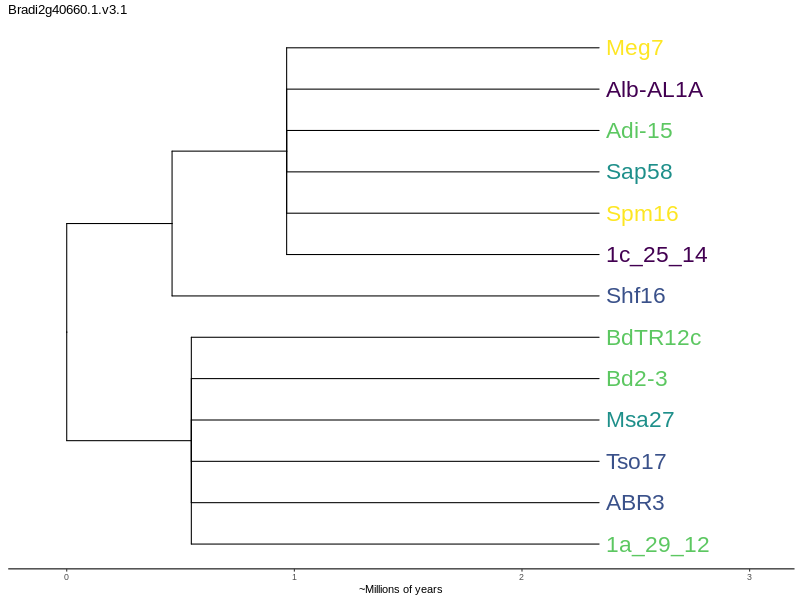 Bradi2g40660.1.v3.1
Meg7
Alb-AL1A
Adi-15
Sap58
Spm16
1c_25_14
Shf16
BdTR12c
Bd2-3
Msa27
Tso17
ABR3
1a_29_12
0 1 2 3
~Millions of years